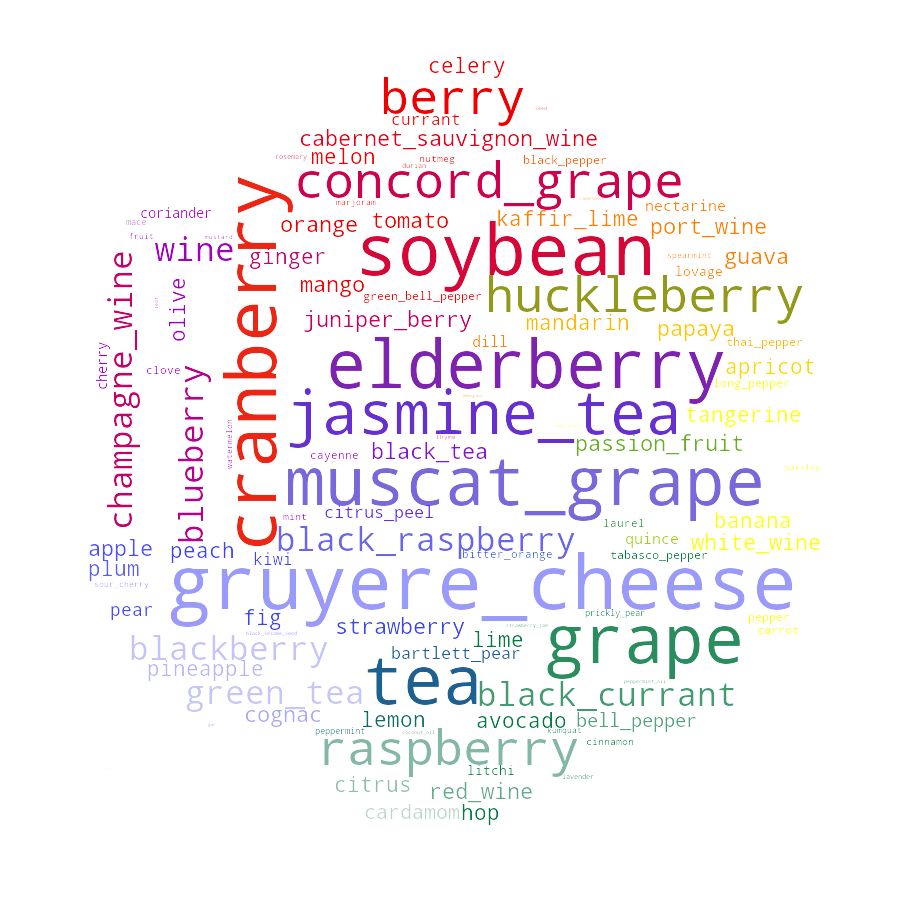 celery
berry
seed
currant
cabernet_sauvignon_wine
rosemary
melon
nutmeg
durian
black_pepper
concord_grape
marjoram
nectarine
coriander
mace
orange
tomato
kaffir_lime
port_wine
fruit
mustard
wine
ginger
soybean
spearmint
guava
lovage
cranberry
champagne_wine
olive
mango
green_bell_pepper
huckleberry
juniper_berry
mandarin
papaya
dill
thai_pepper
cherry
clove
elderberry
apricot
long_pepper
blueberry
jasmine_tea
tangerine
watermelon
thyme
passion_fruit
cayenne
black_tea
parsley
muscat_grape
mint
citrus_peel
laurel
banana
apple
peach
black_raspberry
quince
white_wine
plum
kiwi
bitter_orange
tabasco_pepper
sour_cherry
gruyere_cheese
pear
fig
prickly_pear
pepper
strawberry
strawberry_jam
carrot
black_sesame_seed
blackberry
lime
grape
bartlett_pear
pineapple
tea
peppermint_oil
green_tea
black_currant
cognac
lemon
avocado
bell_pepper
peppermint
coconut_oil
kumquat
raspberry
cinnamon
litchi
lavender
citrus
red_wine
cardamom
hop